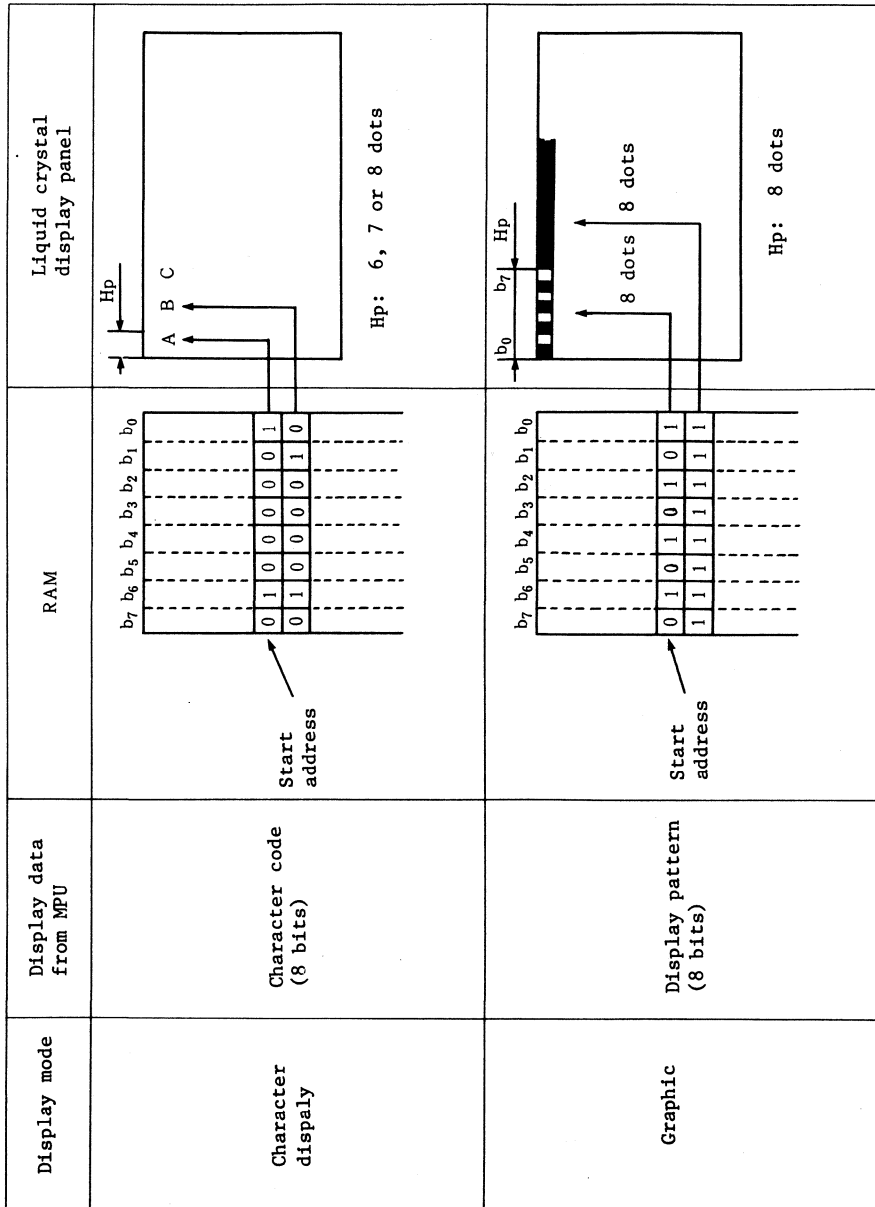 Display mode
Display data
from MPU
RAM
Liquid crystal
display panel
Character
dispaly
Character code
(8 bits)
b7 b6 b5 b4 b3 b2 b1 b0
0 1 0 0 0 0 0 1
0 1 0 0 0 0 1 0
Start
address
Hp
A B C
Hp: 6, 7 or 8 dots
Graphic
Display pattern
(8 bits)
b7 b6 b5 b4 b3 b2 b1 b0
0 1 0 1 0 1 0 1
1 1 1 1 1 1 1 1
Start
address
b0 b7 Hp
8 dots 8 dots
Hp: 8 dots